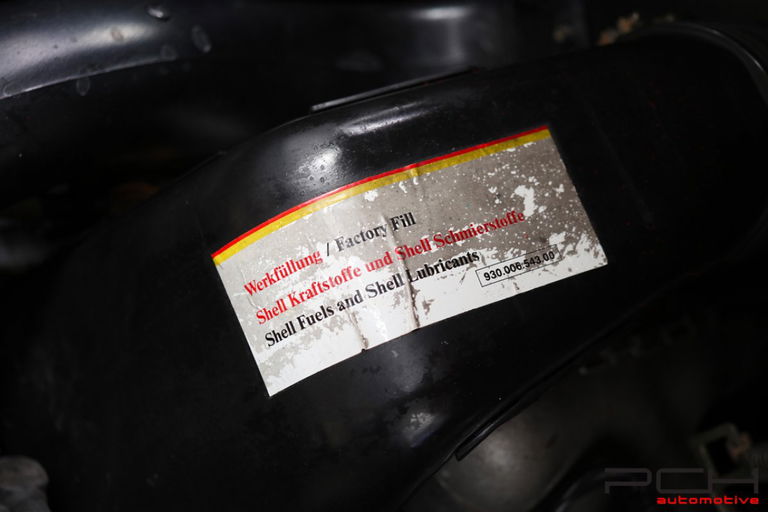 Werkfüllung / Factory Fill
Shell Kraftstoffe und Shell Schmierstoffe
Shell Fuels and Shell Lubricants
930.006.543.00
PCH
automotive